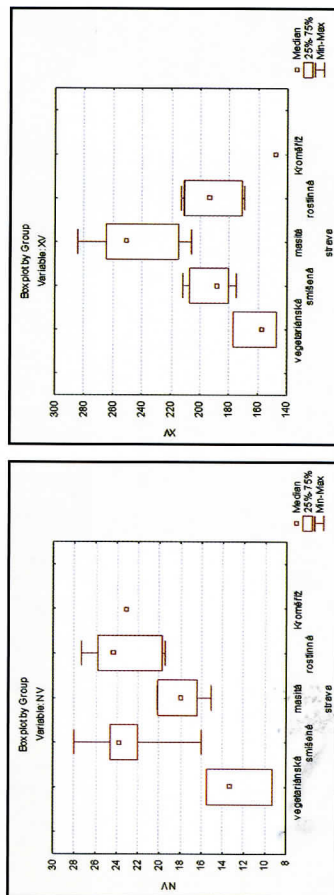 Boxplot by Group
Variable: NV
30
28
26
24
22
20
18
16
14
12
10
8
NV
vegetariánská masitá Kroměříž
smíšená rostlinná
strava
Median
25%-75%
Min-Max
Boxplot by Group
Variable: XV
300
280
260
240
220
200
180
160
140
XV
vegetariánská masitá Kroměříž
smíšená rostlinná
strava
Median
25%-75%
Min-Max